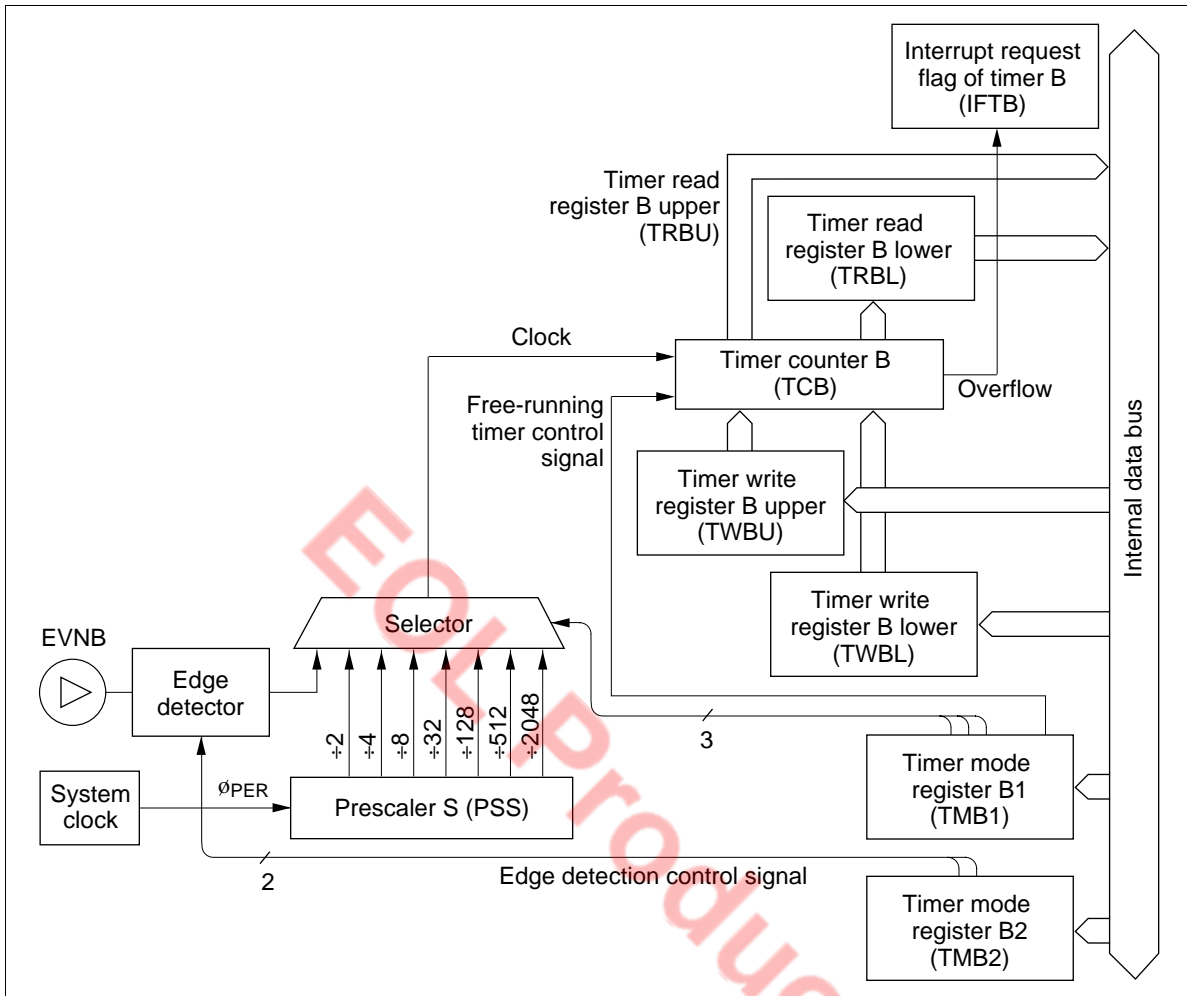 Interrupt request
flag of timer B
(IFTB)
Timer read
register B upper
(TRBU)
Timer read
register B lower
(TRBL)
Clock
Timer counter B
(TCB)
Overflow
Free-running
timer control
signal
Timer write
register B upper
(TWBU)
Internal data bus
Timer write
register B lower
(TWBL)
Selector
EVNB
Edge
detector
÷2
÷4
÷8
÷32
÷128
÷512
÷2048
3
System
clock
øPER
Prescaler S (PSS)
Timer mode
register B1
(TMB1)
2
Edge detection control signal
Timer mode
register B2
(TMB2)
EOL Produc